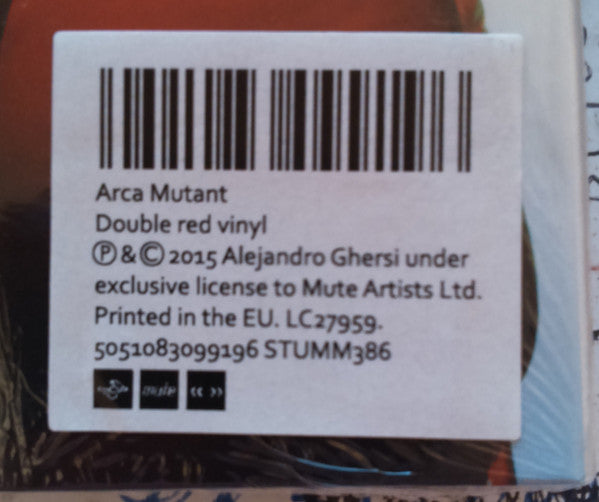 Arca Mutant
Double red vinyl
Ⓟ & © 2015 Alejandro Ghersi under
exclusive license to Mute Artists Ltd.
Printed in the EU. LC27959.
5051083099196 STUMM386
mute